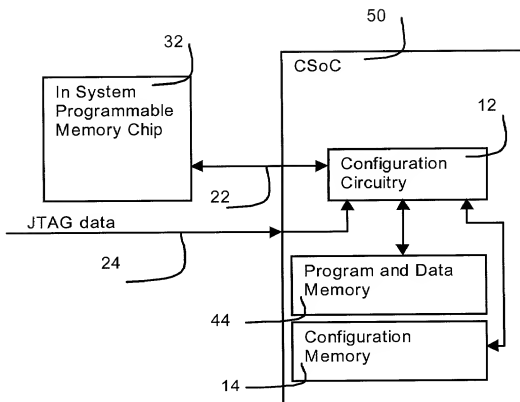 50
32
CSoC
In System
Programmable
Memory Chip
12
Configuration
Circuitry
22
JTAG data
24
Program and Data
Memory
44
Configuration
Memory
14